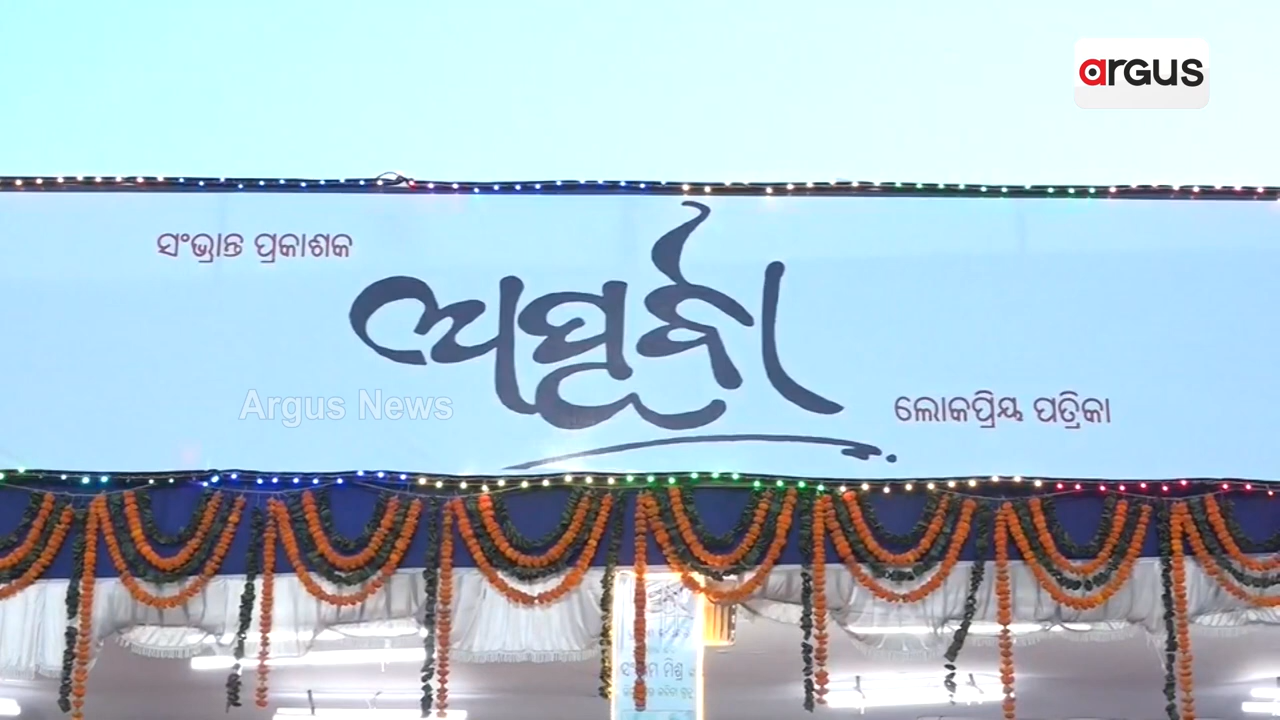 argus
ସଂଭ୍ରାନ୍ତ ପ୍ରକାଶକ
ଅପୂର୍ବା
Argus News
ଲୋକପ୍ରିୟ ପତ୍ରିକା
ମିଶ୍ର